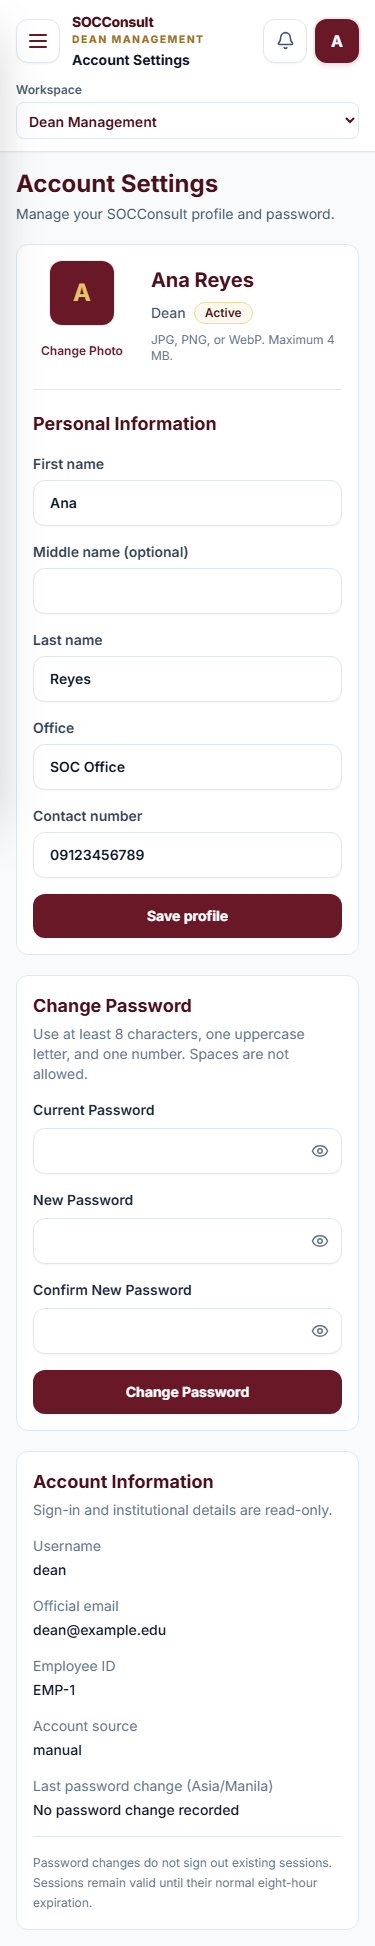 SOCConsult
DEAN MANAGEMENT
Account Settings
A
Workspace
Dean Management
Account Settings
Manage your SOCConsult profile and password.
A
Change Photo
Ana Reyes
Dean Active
JPG, PNG, or WebP. Maximum 4
MB.
Personal Information
First name
Ana
Middle name (optional)
Last name
Reyes
Office
SOC Office
Contact number
09123456789
Save profile
Change Password
Use at least 8 characters, one uppercase
letter, and one number. Spaces are not
allowed.
Current Password
New Password
Confirm New Password
Change Password
Account Information
Sign-in and institutional details are read-only.
Username
dean
Official email
dean@example.edu
Employee ID
EMP-1
Account source
manual
Last password change (Asia/Manila)
No password change recorded
Password changes do not sign out existing sessions.
Sessions remain valid until their normal eight-hour
expiration.